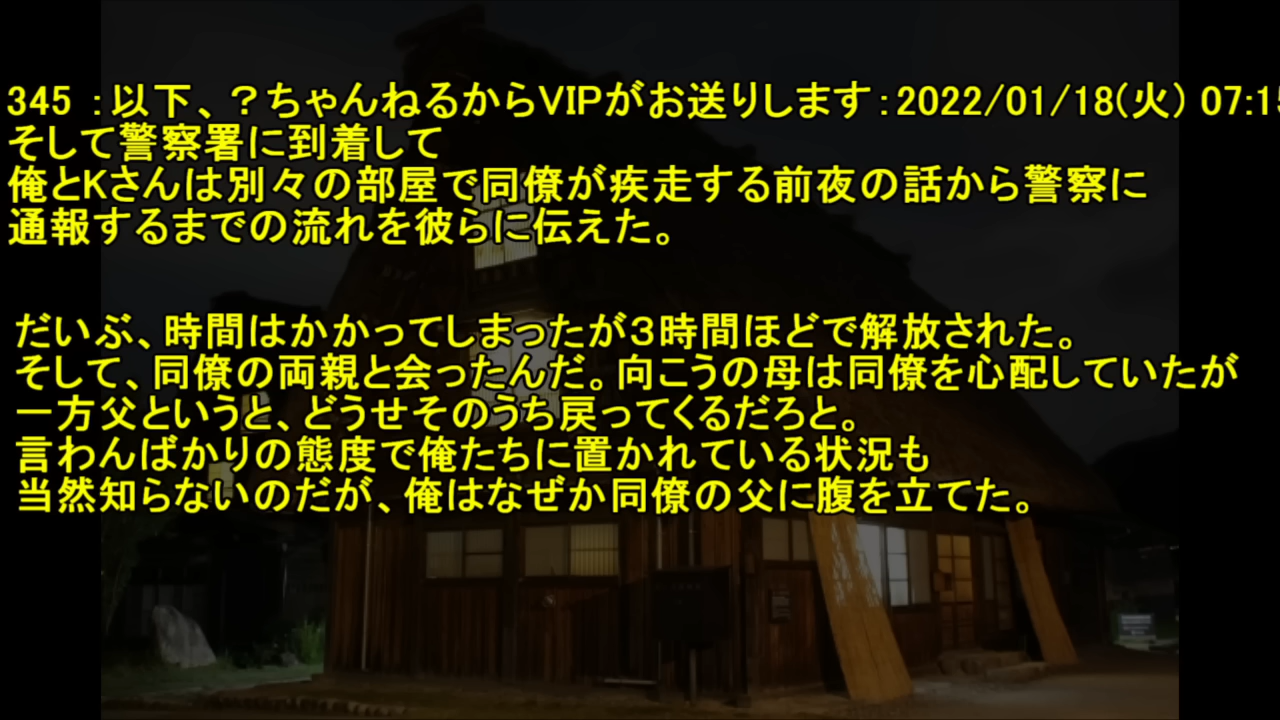 345 ：以下、？ちゃんねるからVIPがお送りします：2022/01/18(火) 07:15
そして警察署に到着して
俺とKさんは別々の部屋で同僚が疾走する前夜の話から警察に
通報するまでの流れを彼らに伝えた。
だいぶ、時間はかかってしまったが３時間ほどで解放された。
そして、同僚の両親と会ったんだ。向こうの母は同僚を心配していたが
一方父というと、どうせそのうち戻ってくるだろと。
言わんばかりの態度で俺たちに置かれている状況も
当然知らないのだが、俺はなぜか同僚の父に腹を立てた。